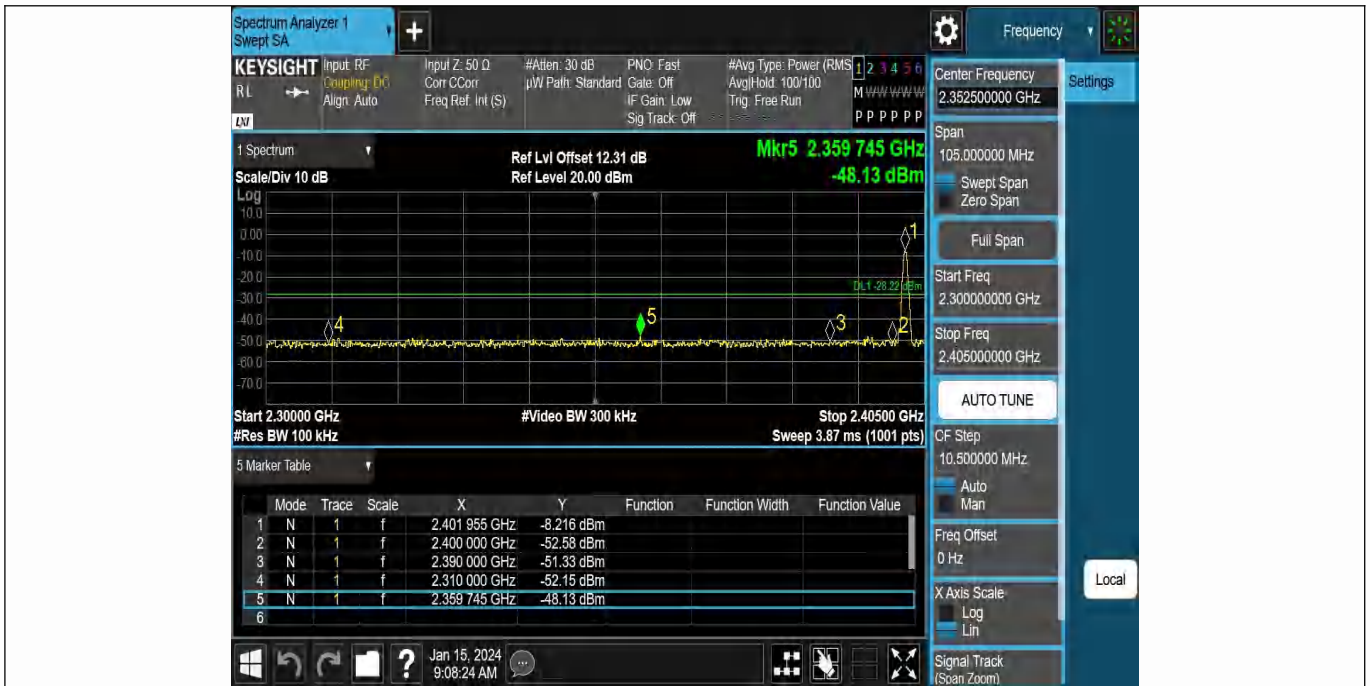 Spectrum Analyzer 1
Swept SA
+
Frequency
KEYSIGHT Input: RF Input Z: 50 Ω #Atten: 30 dB PNO: Fast #Avg Type: Power (RMS 1 2 3 4 5 6
RL Coupling: DC Corr CCorr µW Path: Standard Gate: Off Avg|Hold: 100/100 M W W W W W
Align: Auto Freq Ref: Int (S) IF Gain: Low Trig: Free Run
Sig Track: Off P P P P P P
LXI
1 Spectrum
Scale/Div 10 dB
Ref Lvl Offset 12.31 dB
Ref Level 20.00 dBm
Mkr5 2.359 745 GHz
-48.13 dBm
Log
10.0
0.00
-10.0
-20.0
-30.0
-40.0
-50.0
-60.0
-70.0
1
DL1 -28.22 dBm
4
5
3
2
Start 2.30000 GHz #Video BW 300 kHz Stop 2.40500 GHz
#Res BW 100 kHz Sweep 3.87 ms (1001 pts)
5 Marker Table
Mode Trace Scale X Y Function Function Width Function Value
1 N 1 f 2.401 955 GHz -8.216 dBm
2 N 1 f 2.400 000 GHz -52.58 dBm
3 N 1 f 2.390 000 GHz -51.33 dBm
4 N 1 f 2.310 000 GHz -52.15 dBm
5 N 1 f 2.359 745 GHz -48.13 dBm
6
?
Jan 15, 2024
9:08:24 AM
Center Frequency
2.352500000 GHz
Settings
Span
105.000000 MHz
Swept Span
Zero Span
Full Span
Start Freq
2.300000000 GHz
Stop Freq
2.405000000 GHz
AUTO TUNE
CF Step
10.500000 MHz
Auto
Man
Freq Offset
0 Hz
X Axis Scale
Log
Lin
Local
Signal Track
(Span Zoom)